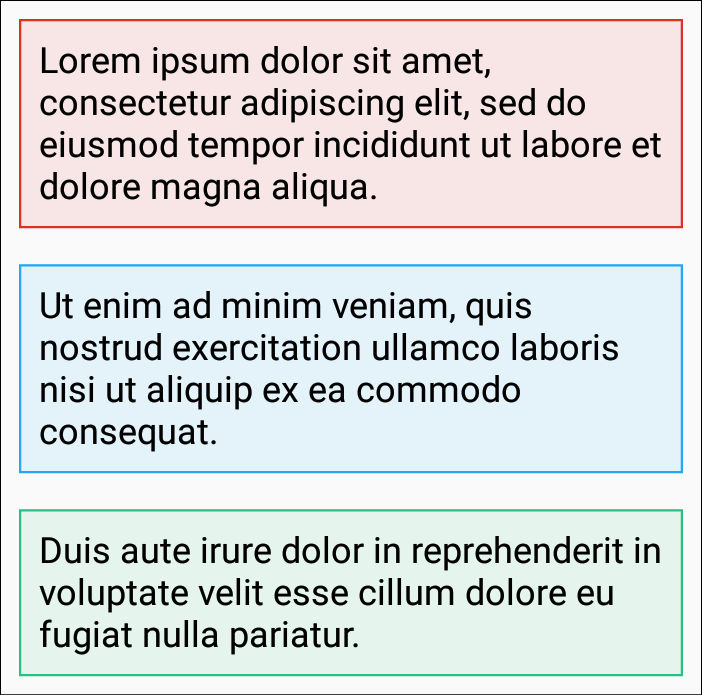 Lorem ipsum dolor sit amet,
consectetur adipiscing elit, sed do
eiusmod tempor incididunt ut labore et
dolore magna aliqua.
Ut enim ad minim veniam, quis
nostrud exercitation ullamco laboris
nisi ut aliquip ex ea commodo
consequat.
Duis aute irure dolor in reprehenderit in
voluptate velit esse cillum dolore eu
fugiat nulla pariatur.